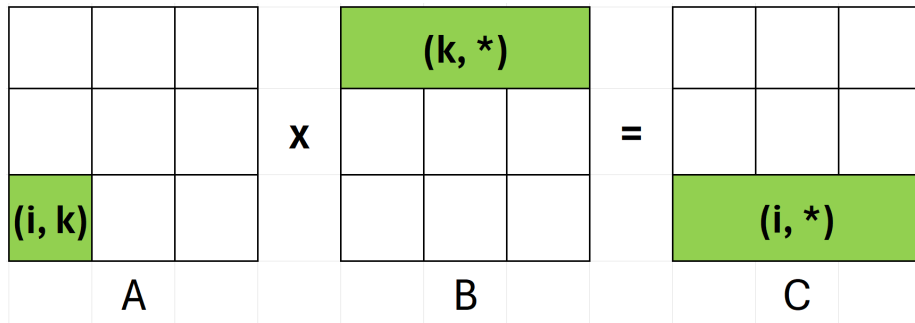 (k, *)
x
=
(i, k)
(i, *)
A
B
C